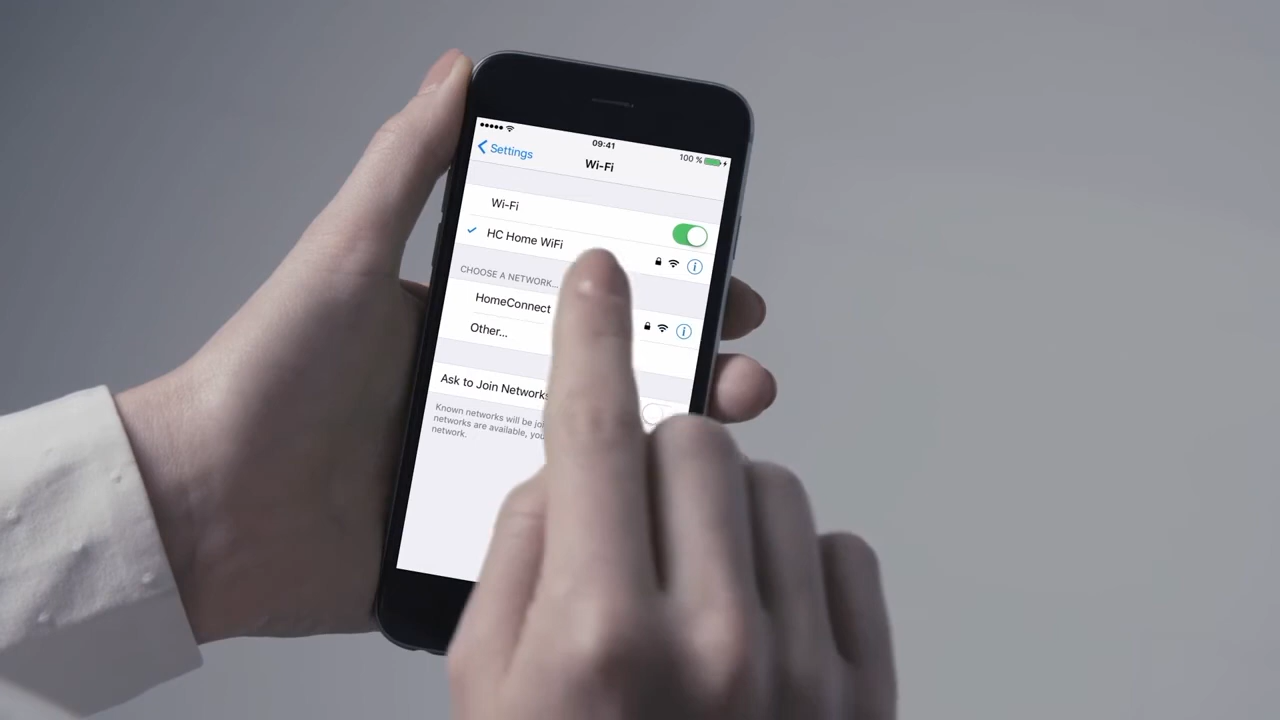 09:41
100 %
Settings
Wi-Fi
Wi-Fi
HC Home WiFi
CHOOSE A NETWORK...
HomeConnect
Other...
Ask to Join Networks
Known networks will be
networks are available, you
network.